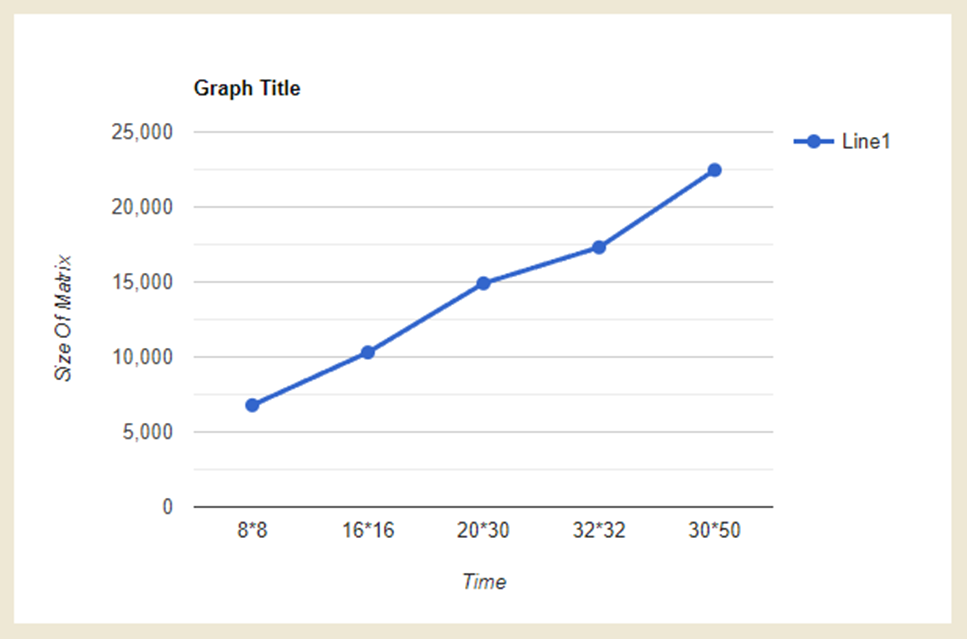 Graph Title
25,000
Line1
20,000
15,000
10,000
5,000
0
Size Of Matrix
8*8 16*16 20*30 32*32 30*50
Time